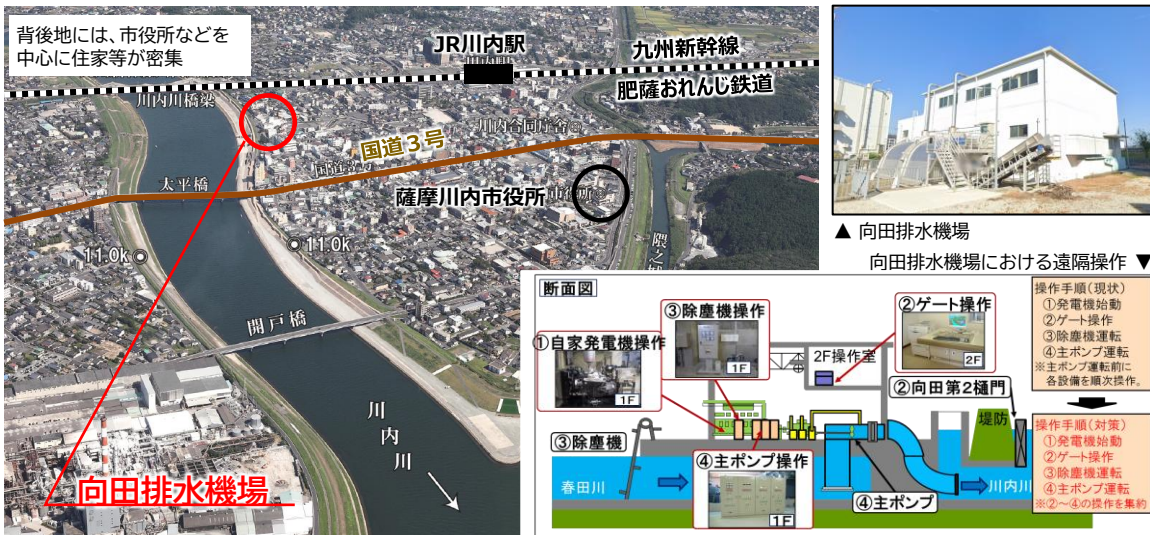 背後地には、市役所などを
中心に住家等が密集
JR川内駅
九州新幹線
肥薩おれんじ鉄道
川内川橋梁
川内合同庁舎
国道3号
太平橋
薩摩川内市役所
市役所
11.0k
11.0k
開戸橋
川内川
向田排水機場
▲ 向田排水機場
向田排水機場における遠隔操作 ▼
断面図
③除塵機操作
1F
②ゲート操作
2F
①自家発電機操作
1F
2F操作室
②向田第2樋門
堤防
③除塵機
春田川
④主ポンプ操作
1F
④主ポンプ
川内川
操作手順(現状)
①発電機始動
②ゲート操作
③除塵機運転
④主ポンプ運転
※主ポンプ運転前に
各設備を順次操作。
操作手順(対策)
①発電機始動
②ゲート操作
③除塵機運転
④主ポンプ運転
※②～④の操作を集約